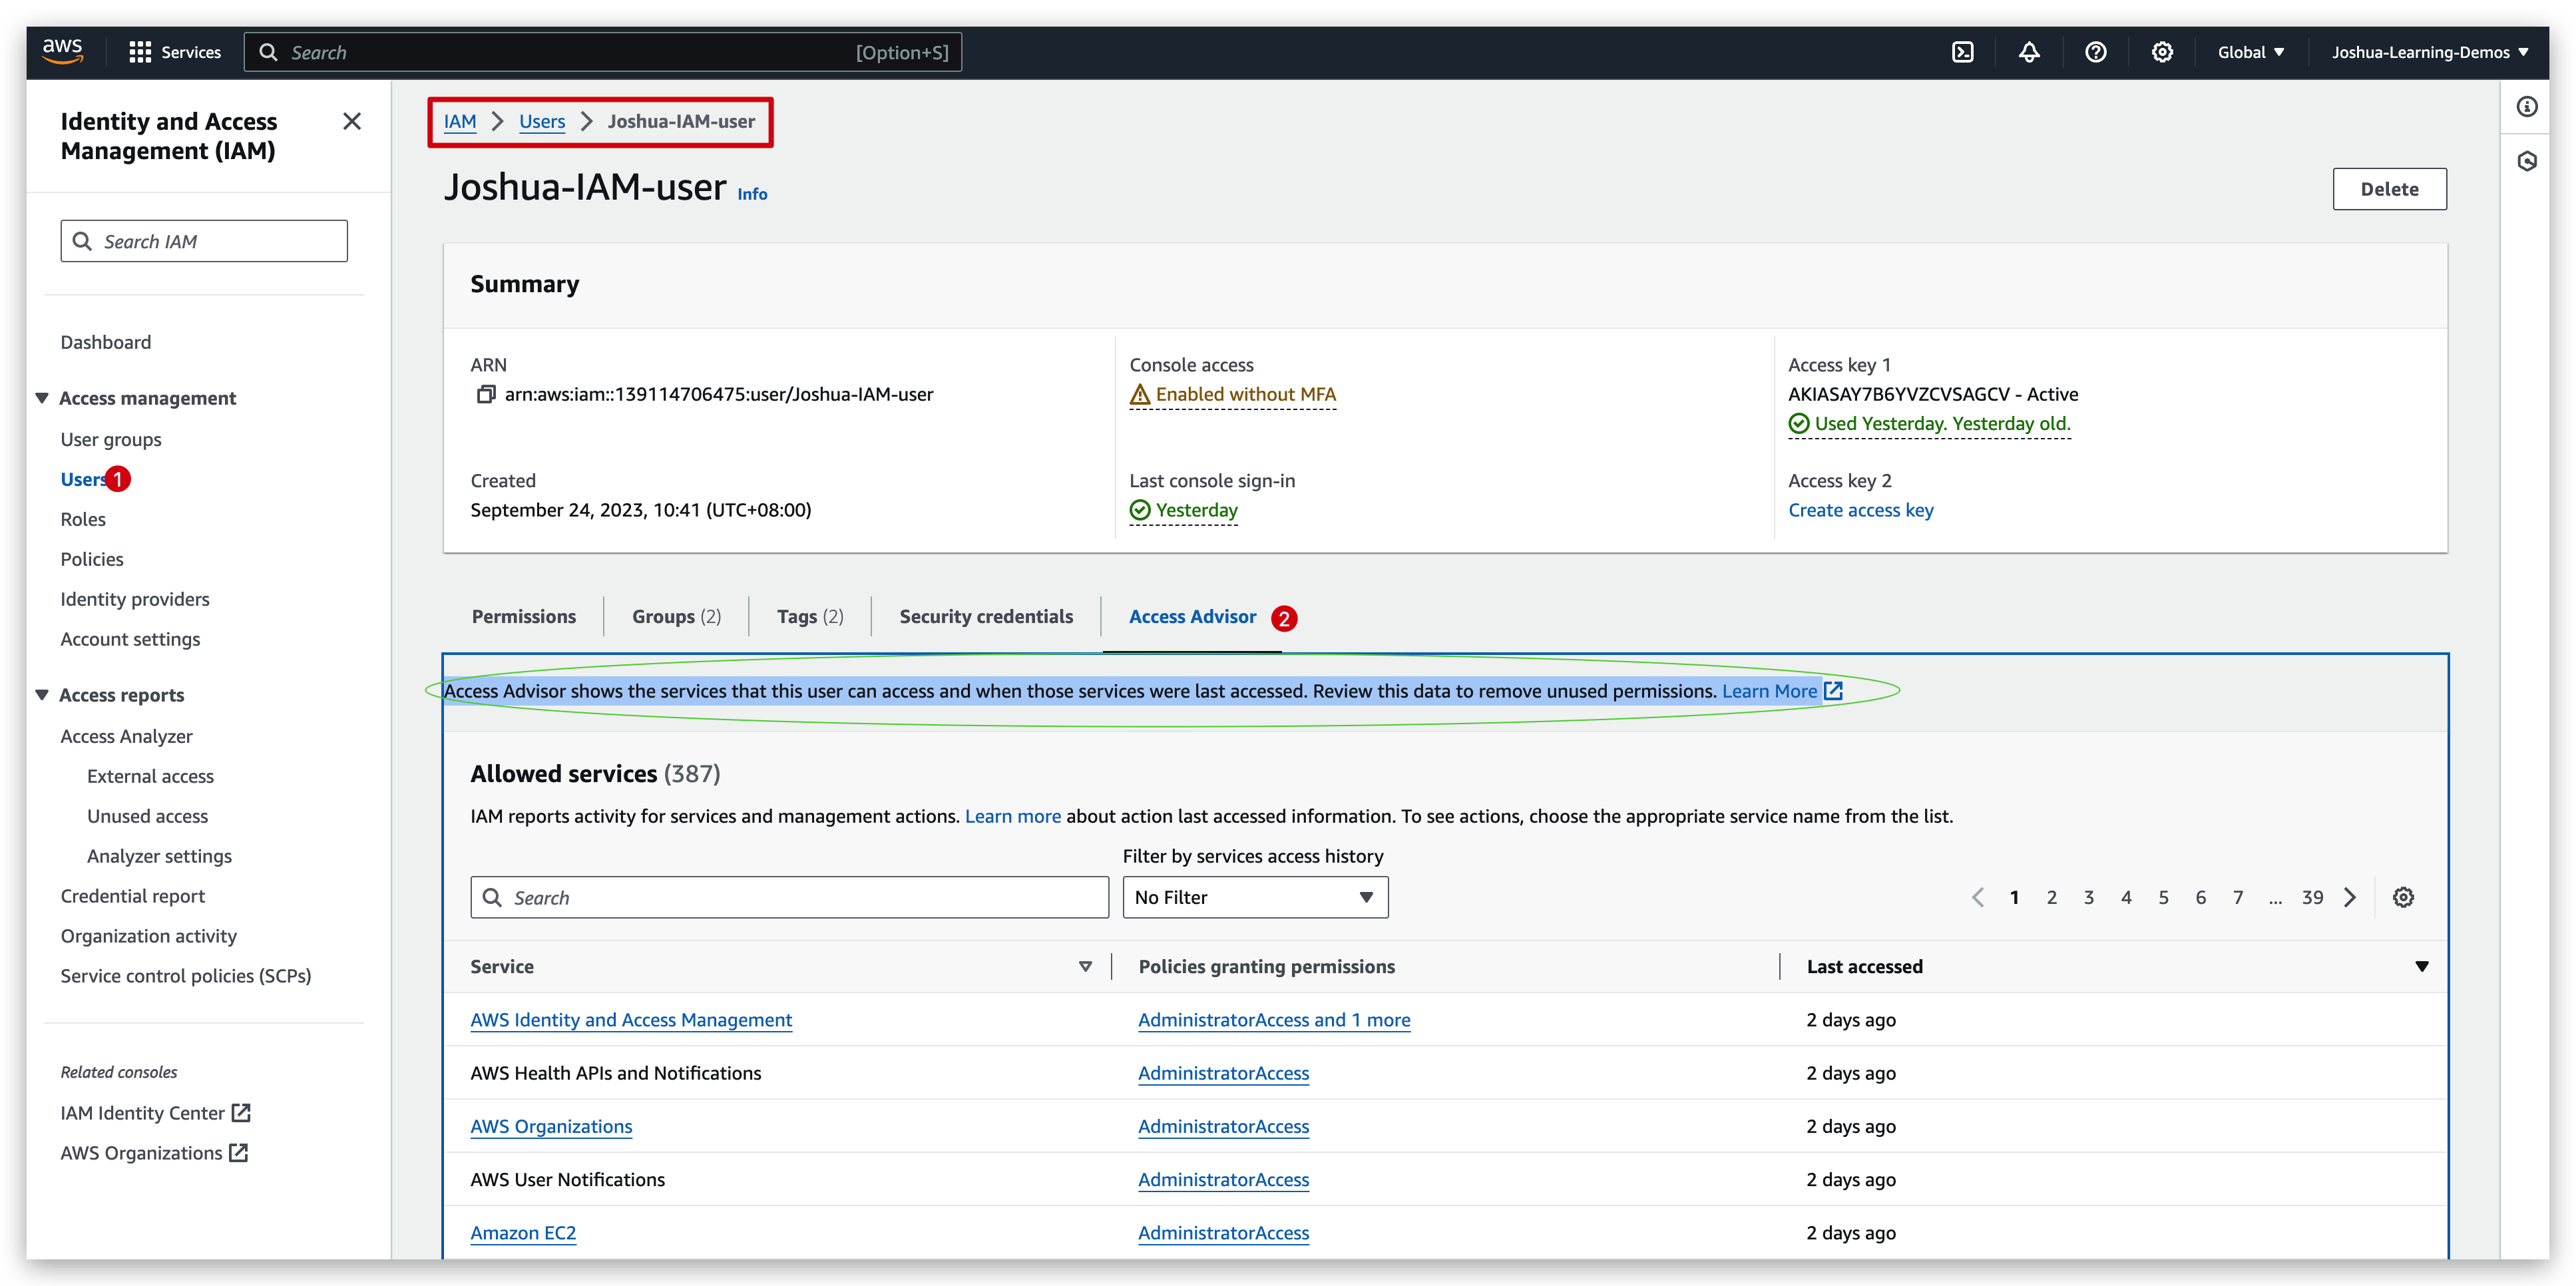 aws
Services
Search
[Option+S]
Global
Joshua-Learning-Demos
Identity and Access
Management (IAM)
Search IAM
Dashboard
Access management
User groups
Users 1
Roles
Policies
Identity providers
Account settings
Access reports
Access Analyzer
External access
Unused access
Analyzer settings
Credential report
Organization activity
Service control policies (SCPs)
Related consoles
IAM Identity Center
AWS Organizations
IAM > Users > Joshua-IAM-user
Joshua-IAM-user Info
Delete
Summary
ARN
arn:aws:iam::139114706475:user/Joshua-IAM-user
Console access
Enabled without MFA
Access key 1
AKIASAY7B6YVZCVSAGCV - Active
Used Yesterday. Yesterday old.
Created
September 24, 2023, 10:41 (UTC+08:00)
Last console sign-in
Yesterday
Access key 2
Create access key
Permissions
Groups (2)
Tags (2)
Security credentials
Access Advisor 2
Access Advisor shows the services that this user can access and when those services were last accessed. Review this data to remove unused permissions. Learn More
Allowed services (387)
IAM reports activity for services and management actions. Learn more about action last accessed information. To see actions, choose the appropriate service name from the list.
Filter by services access history
Search
No Filter
1 2 3 4 5 6 7 ... 39
Service
Policies granting permissions
Last accessed
AWS Identity and Access Management
AdministratorAccess and 1 more
2 days ago
AWS Health APIs and Notifications
AdministratorAccess
2 days ago
AWS Organizations
AdministratorAccess
2 days ago
AWS User Notifications
AdministratorAccess
2 days ago
Amazon EC2
AdministratorAccess
2 days ago